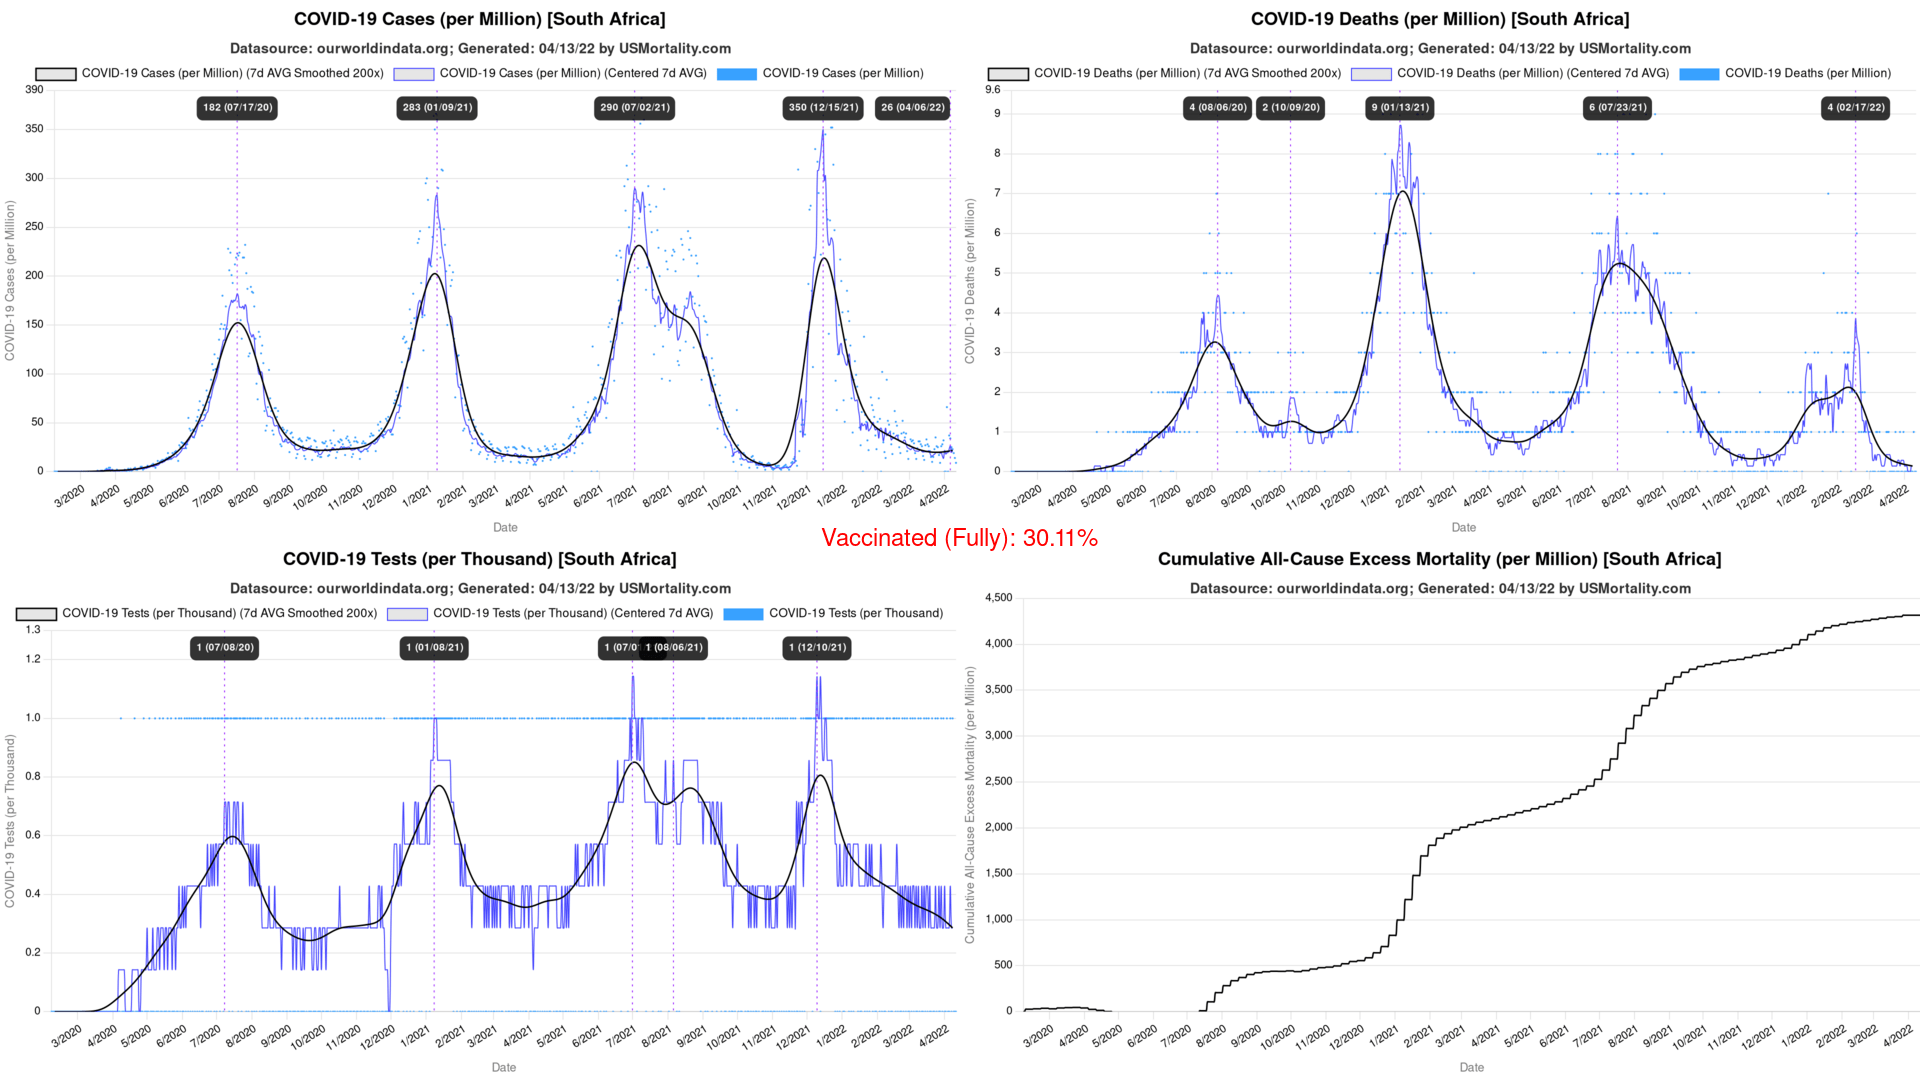 COVID-19 Cases (per Million) [South Africa]
Datasource: ourworldindata.org; Generated: 04/13/22 by USMortality.com
COVID-19 Cases (per Million) (7d AVG Smoothed 200x) COVID-19 Cases (per Million) (Centered 7d AVG) COVID-19 Cases (per Million)
390
350
300
250
200
150
100
50
0
COVID-19 Cases (per Million)
182 (07/17/20) 283 (01/09/21) 290 (07/02/21) 350 (12/15/21) 26 (04/06/22)
3/2020 4/2020 5/2020 6/2020 7/2020 8/2020 9/2020 10/2020 11/2020 12/2020 1/2021 2/2021 3/2021 4/2021 5/2021 6/2021 7/2021 8/2021 9/2021 10/2021 11/2021 12/2021 1/2022 2/2022 3/2022 4/2022
Date
COVID-19 Deaths (per Million) [South Africa]
Datasource: ourworldindata.org; Generated: 04/13/22 by USMortality.com
COVID-19 Deaths (per Million) (7d AVG Smoothed 200x) COVID-19 Deaths (per Million) (Centered 7d AVG) COVID-19 Deaths (per Million)
9.6
9
8
7
6
5
4
3
2
1
0
COVID-19 Deaths (per Million)
4 (08/06/20) 2 (10/09/20) 9 (01/13/21) 6 (07/23/21) 4 (02/17/22)
3/2020 4/2020 5/2020 6/2020 7/2020 8/2020 9/2020 10/2020 11/2020 12/2020 1/2021 2/2021 3/2021 4/2021 5/2021 6/2021 7/2021 8/2021 9/2021 10/2021 11/2021 12/2021 1/2022 2/2022 3/2022 4/2022
Date
Vaccinated (Fully): 30.11%
COVID-19 Tests (per Thousand) [South Africa]
Datasource: ourworldindata.org; Generated: 04/13/22 by USMortality.com
COVID-19 Tests (per Thousand) (7d AVG Smoothed 200x) COVID-19 Tests (per Thousand) (Centered 7d AVG) COVID-19 Tests (per Thousand)
1.3
1.2
1.0
0.8
0.6
0.4
0.2
0
COVID-19 Tests (per Thousand)
1 (07/08/20) 1 (01/08/21) 1 (07/0 1 (08/06/21) 1 (12/10/21)
3/2020 4/2020 5/2020 6/2020 7/2020 8/2020 9/2020 10/2020 11/2020 12/2020 1/2021 2/2021 3/2021 4/2021 5/2021 6/2021 7/2021 8/2021 9/2021 10/2021 11/2021 12/2021 1/2022 2/2022 3/2022 4/2022
Date
Cumulative All-Cause Excess Mortality (per Million) [South Africa]
Datasource: ourworldindata.org; Generated: 04/13/22 by USMortality.com
4,500
4,000
3,500
3,000
2,500
2,000
1,500
1,000
500
0
Cumulative All-Cause Excess Mortality (per Million)
3/2020 4/2020 5/2020 6/2020 7/2020 8/2020 9/2020 10/2020 11/2020 12/2020 1/2021 2/2021 3/2021 4/2021 5/2021 6/2021 7/2021 8/2021 9/2021 10/2021 11/2021 12/2021 1/2022 2/2022 3/2022 4/2022
Date